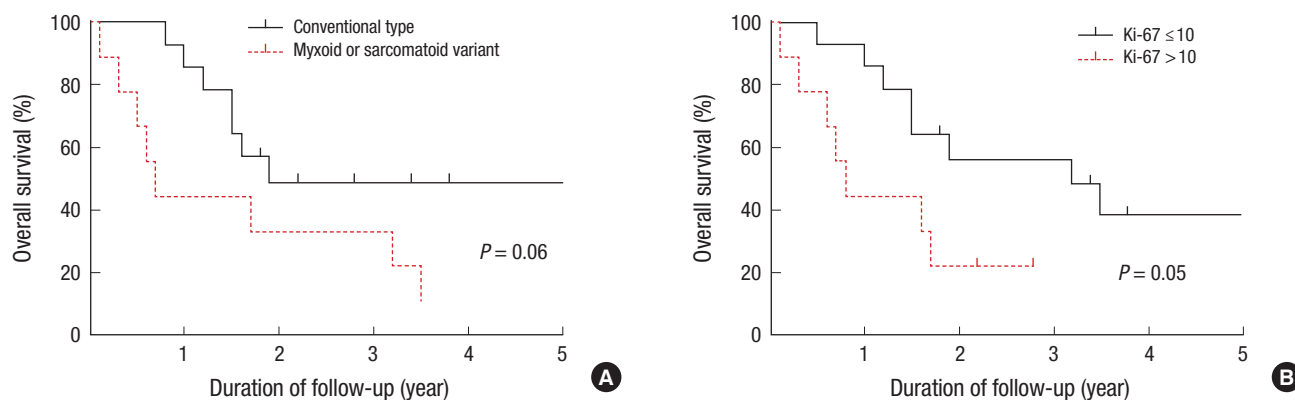 100
80
60
40
20
0
Overall survival (%)
Conventional type
Myxoid or sarcomatoid variant
P = 0.06
1 2 3 4 5
Duration of follow-up (year)
A
100
80
60
40
20
0
Overall survival (%)
Ki-67 ≤ 10
Ki-67 > 10
P = 0.05
1 2 3 4 5
Duration of follow-up (year)
B